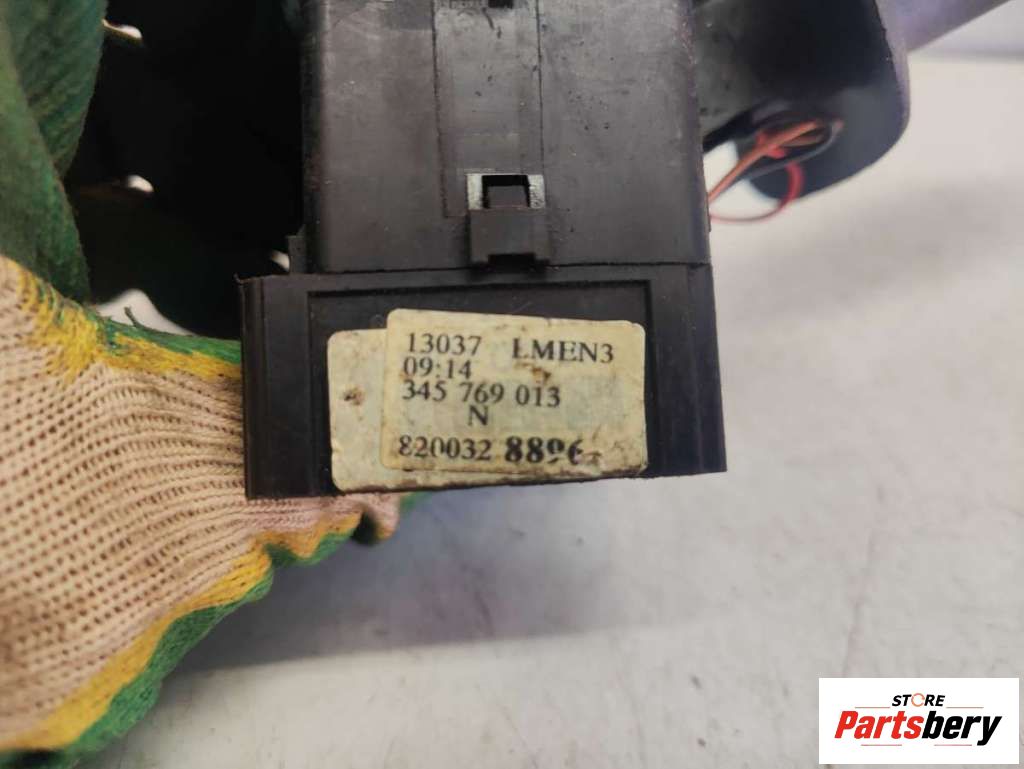 13037 LMEN3
09:14
345 769 013
N
820032 8896
STORE
Partsbery